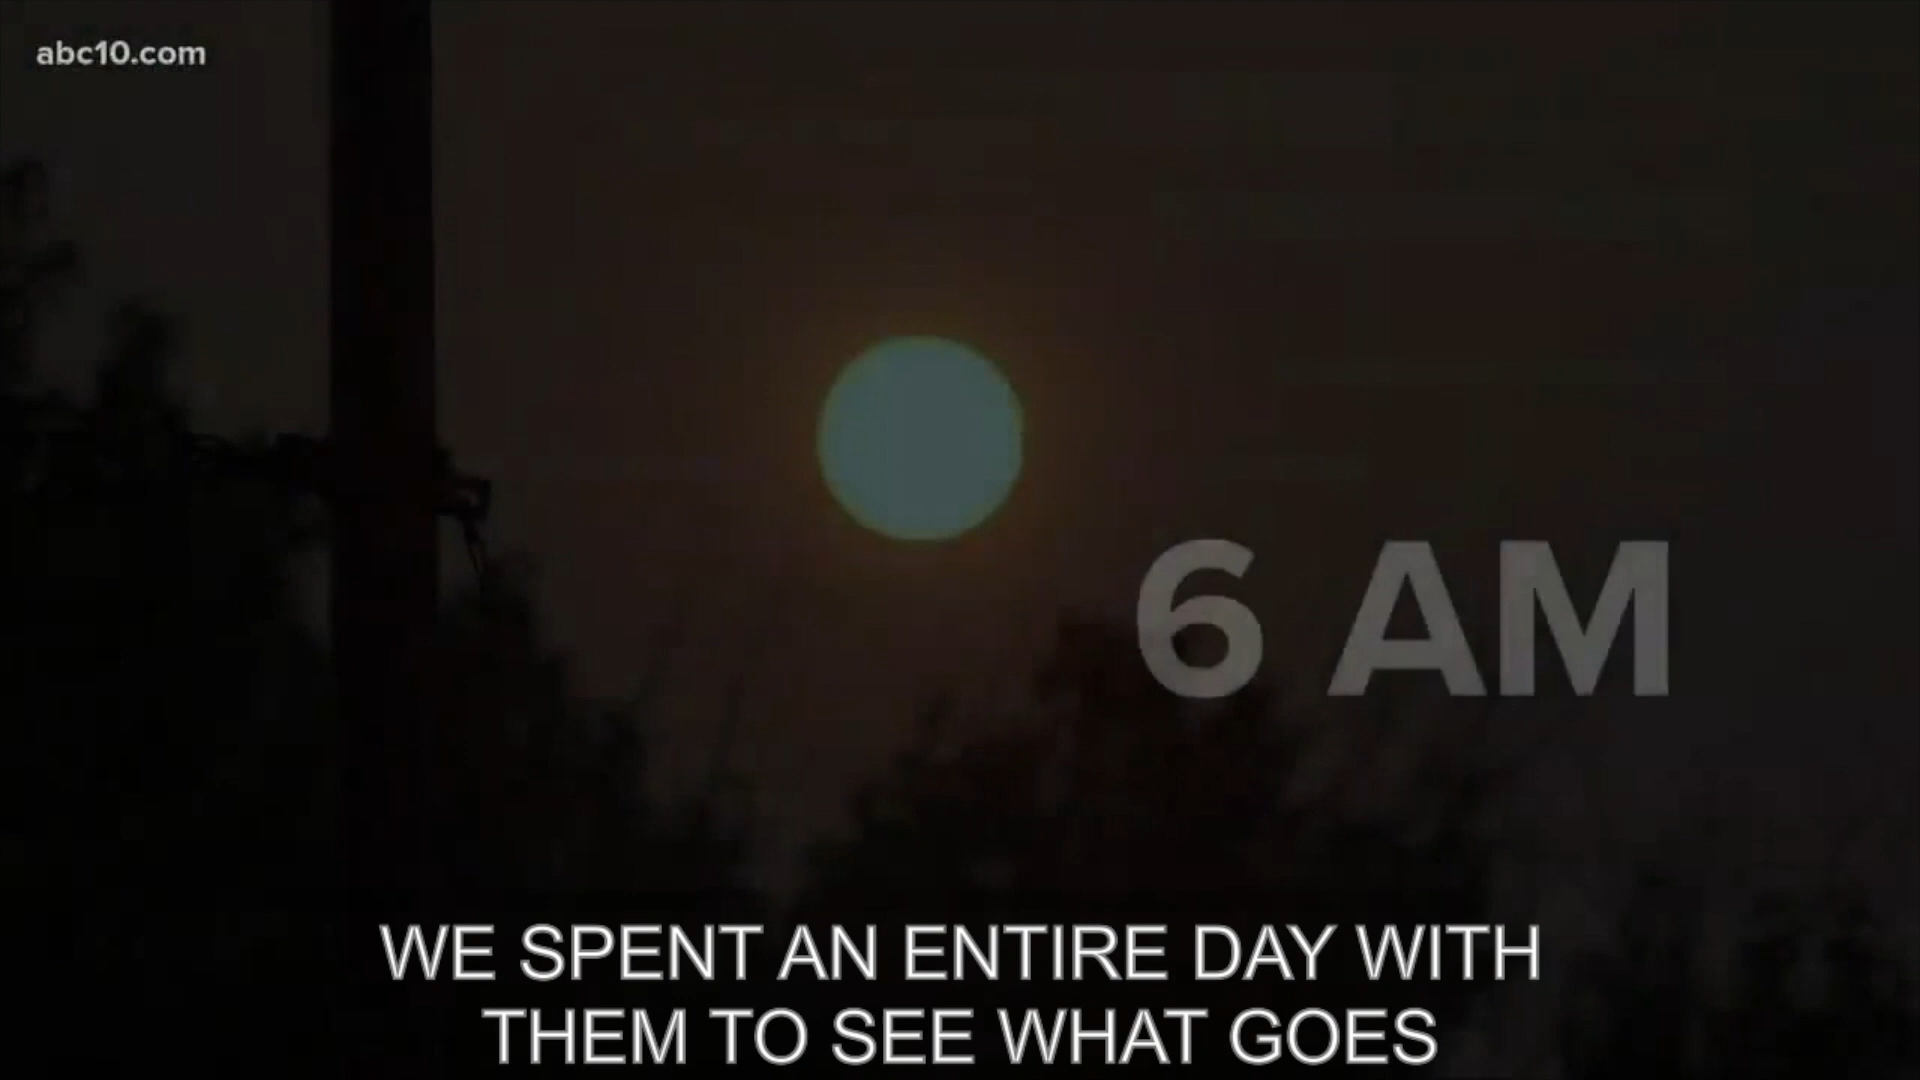 abc10.com
6 AM
WE SPENT AN ENTIRE DAY WITH
THEM TO SEE WHAT GOES